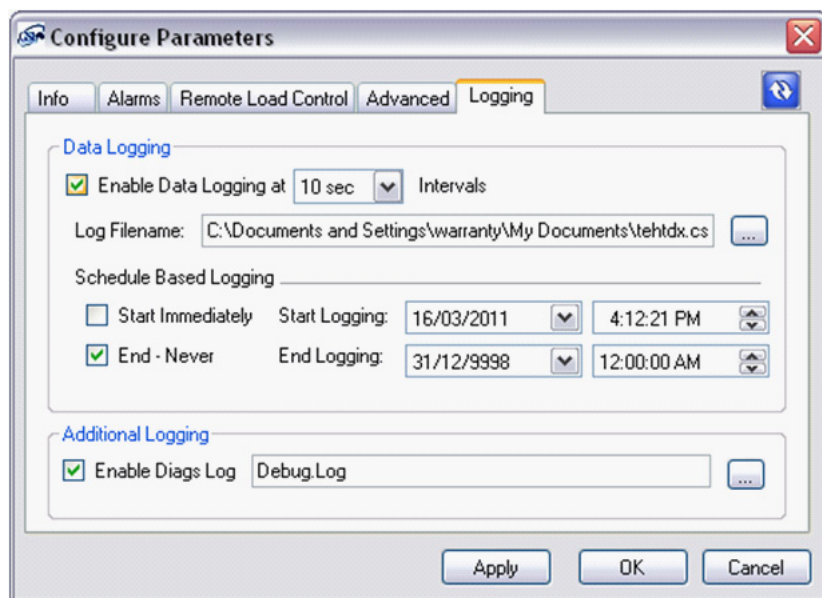 Configure Parameters
Info Alarms Remote Load Control Advanced Logging
Data Logging
Enable Data Logging at 10 sec Intervals
Log Filename: C:\Documents and Settings\warranty\My Documents\tehtdx.cs ...
Schedule Based Logging
Start Immediately Start Logging: 16/03/2011 4:12:21 PM
End - Never End Logging: 31/12/9998 12:00:00 AM
Additional Logging
Enable Diags Log Debug.Log ...
Apply OK Cancel